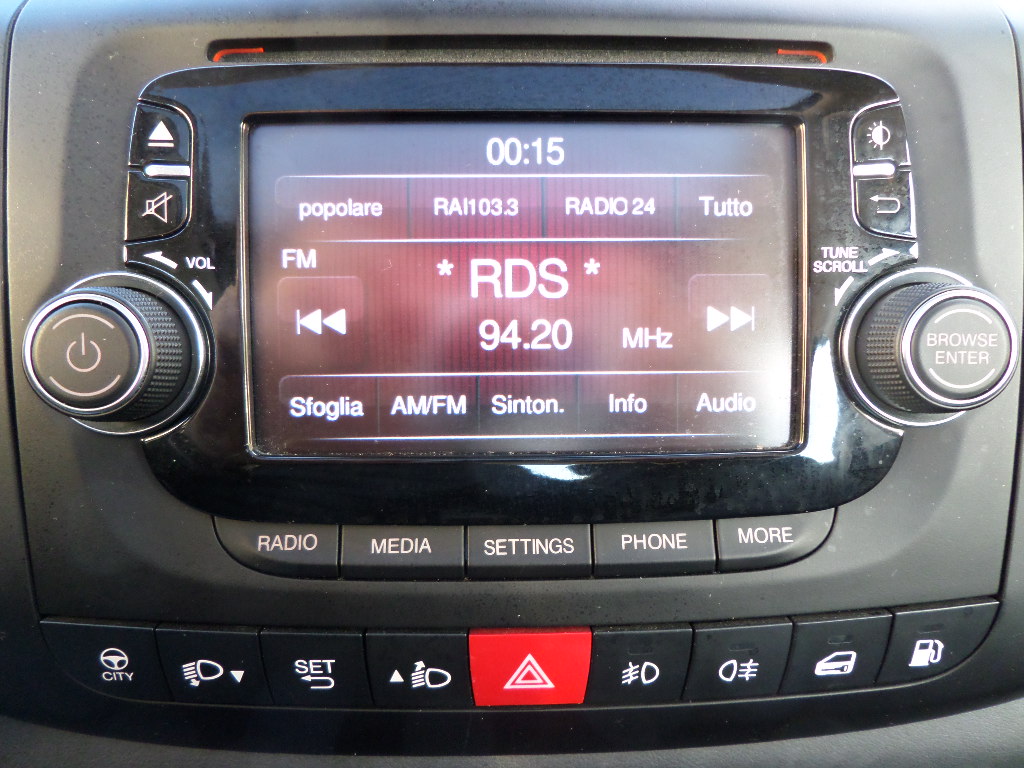 00:15
popolare RAI103.3 RADIO 24 Tutto
VOL
TUNE
SCROLL
FM
* RDS *
94.20 MHz
BROWSE
ENTER
Sfoglia AM/FM Sinton. Info Audio
RADIO MEDIA SETTINGS PHONE MORE
CITY
SET